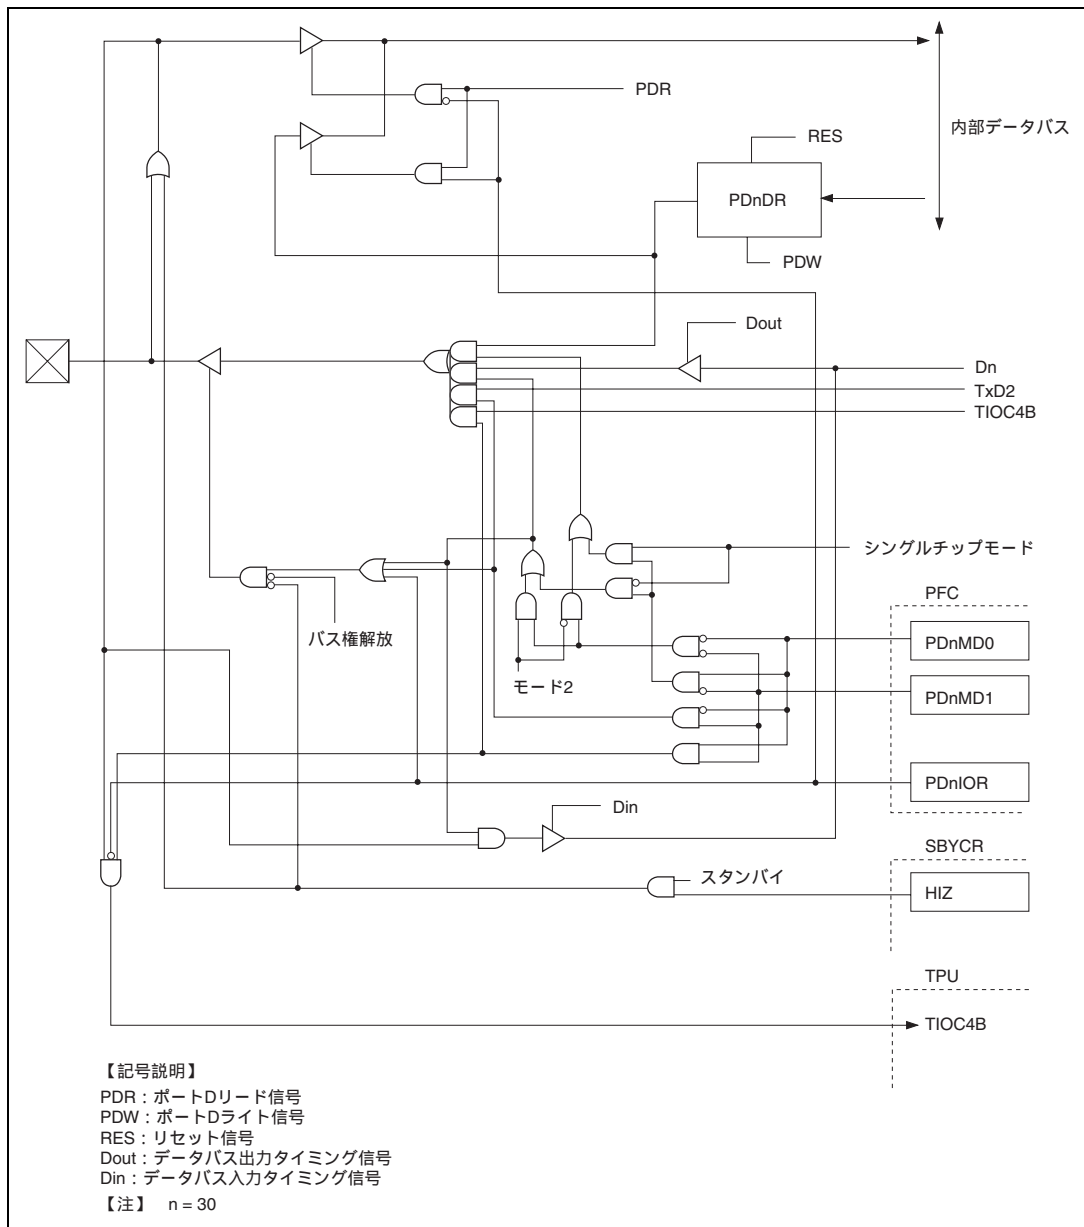 PDR
内部データバス
RES
PDnDR
PDW
Dout
Dn
TxD2
TIOC4B
シングルチップモード
PFC
PDnMD0
バス権解放
モード2
PDnMD1
PDnIOR
Din
SBYCR
スタンバイ
HIZ
TPU
TIOC4B
【記号説明】
PDR：ポートDリード信号
PDW：ポートDライト信号
RES：リセット信号
Dout：データバス出力タイミング信号
Din：データバス入力タイミング信号
【注】 n = 30